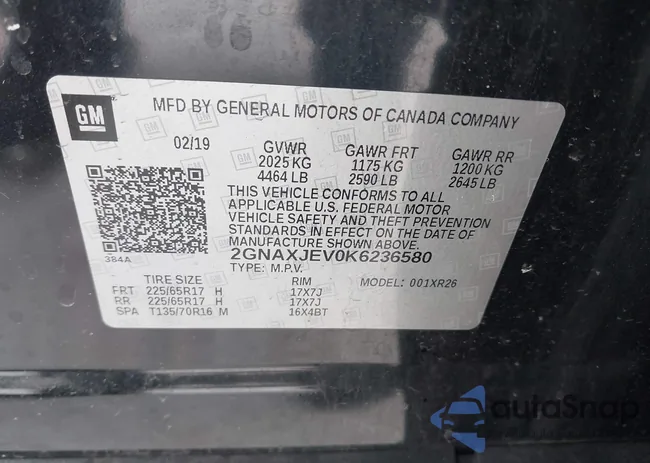 GM
MFD BY GENERAL MOTORS OF CANADA COMPANY
02/19 GVWR GAWR FRT GAWR RR
2025 KG 1175 KG 1200 KG
4464 LB 2590 LB 2645 LB
THIS VEHICLE CONFORMS TO ALL
APPLICABLE U.S. FEDERAL MOTOR
VEHICLE SAFETY AND THEFT PREVENTION
STANDARDS IN EFFECT ON THE DATE OF
MANUFACTURE SHOWN ABOVE.
384A 2GNAXJEV0K6236580
TYPE: M.P.V.
TIRE SIZE RIM MODEL: 001XR26
FRT 225/65R17 H 17X7J
RR 225/65R17 H 17X7J
SPA T135/70R16 M 16X4BT
autoSnap